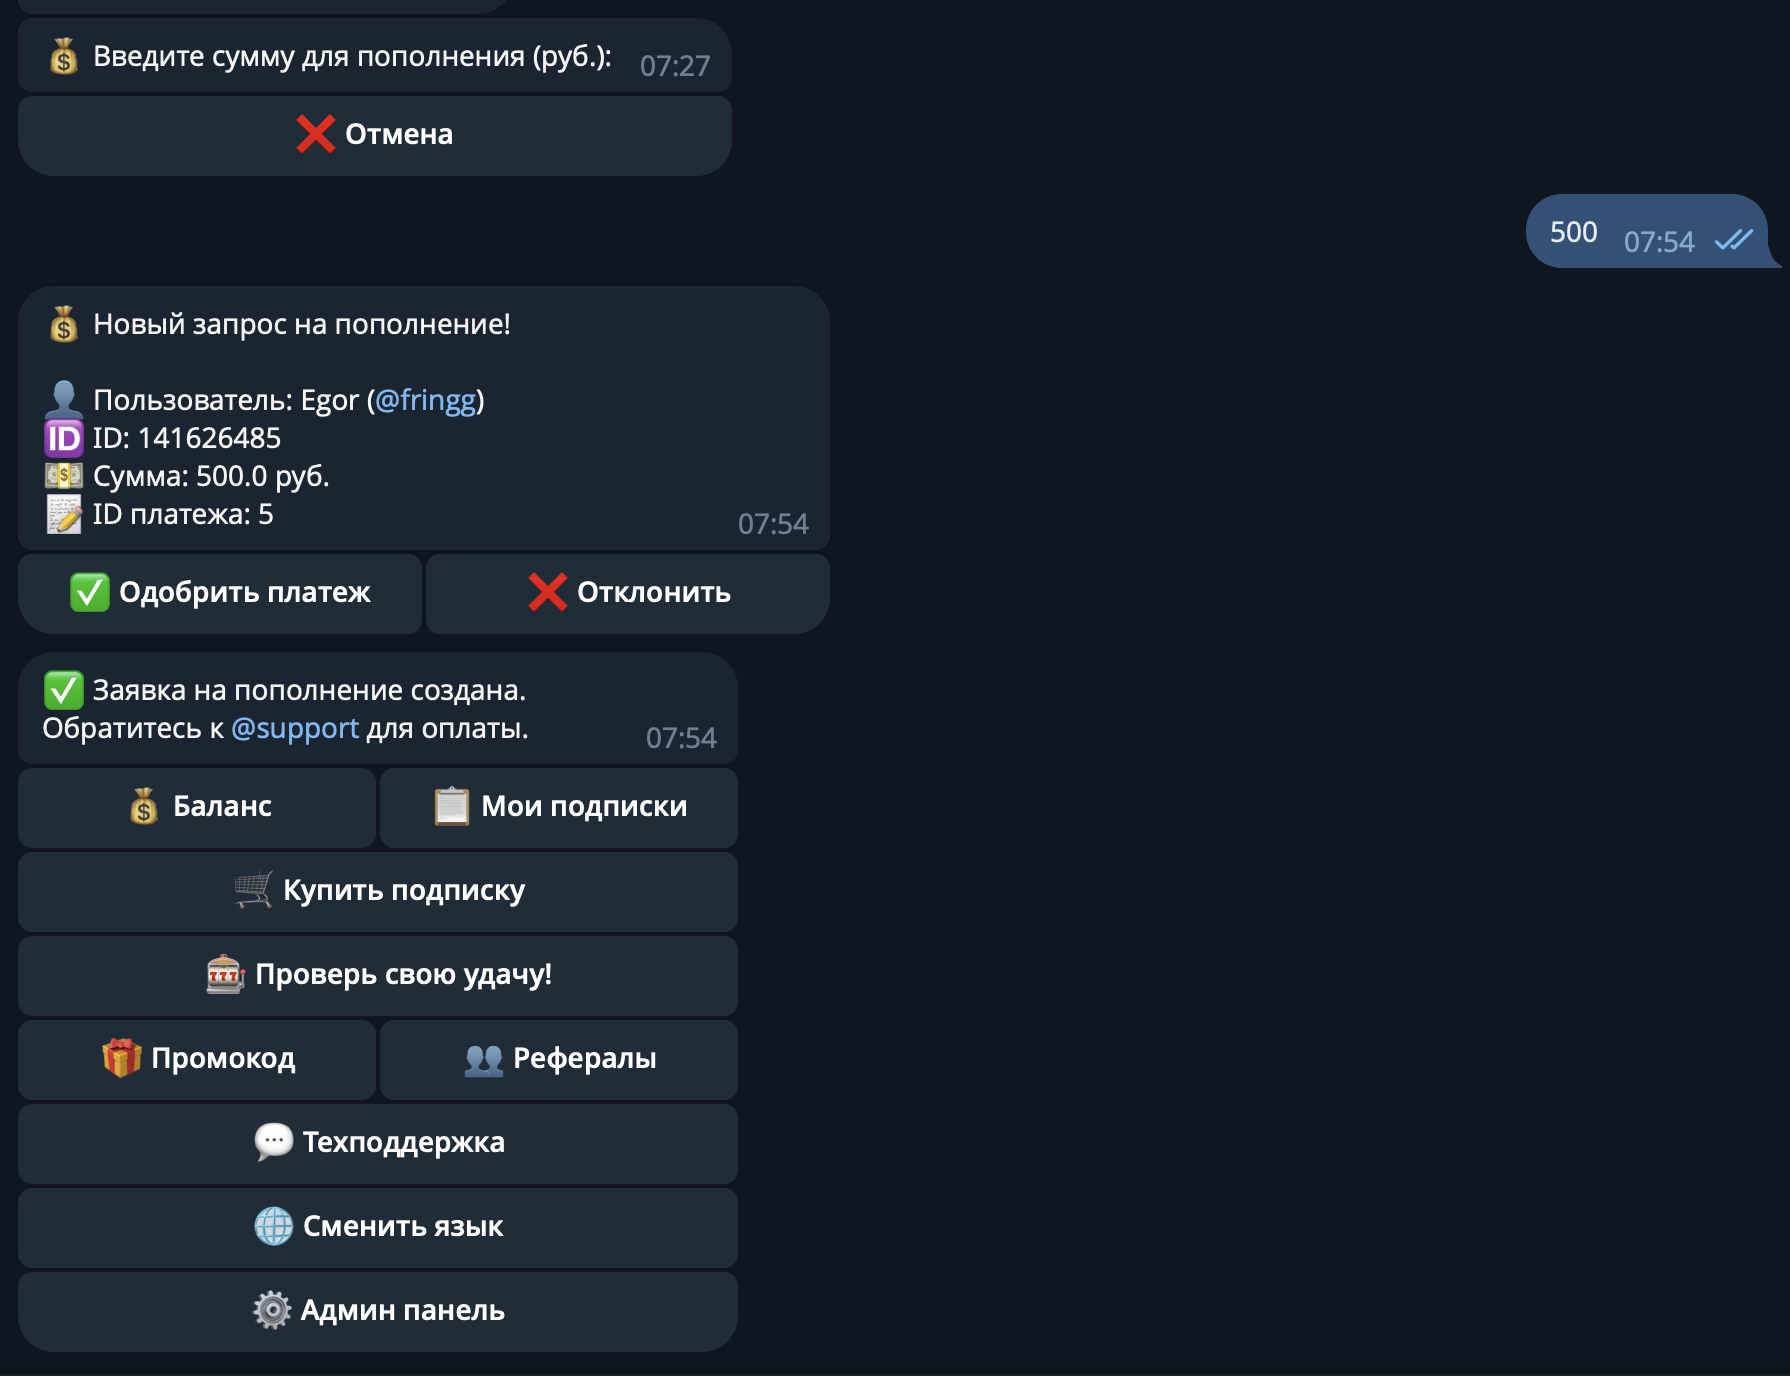 Введите сумму для пополнения (руб.): 07:27
Отмена
500 07:54
Новый запрос на пополнение!
Пользователь: Egor (@fringg)
ID: 141626485
Сумма: 500.0 руб.
ID платежа: 5 07:54
Одобрить платеж
Отклонить
Заявка на пополнение создана.
Обратитесь к @support для оплаты. 07:54
Баланс
Мои подписки
Купить подписку
Проверь свою удачу!
Промокод
Рефералы
Техподдержка
Сменить язык
Админ панель